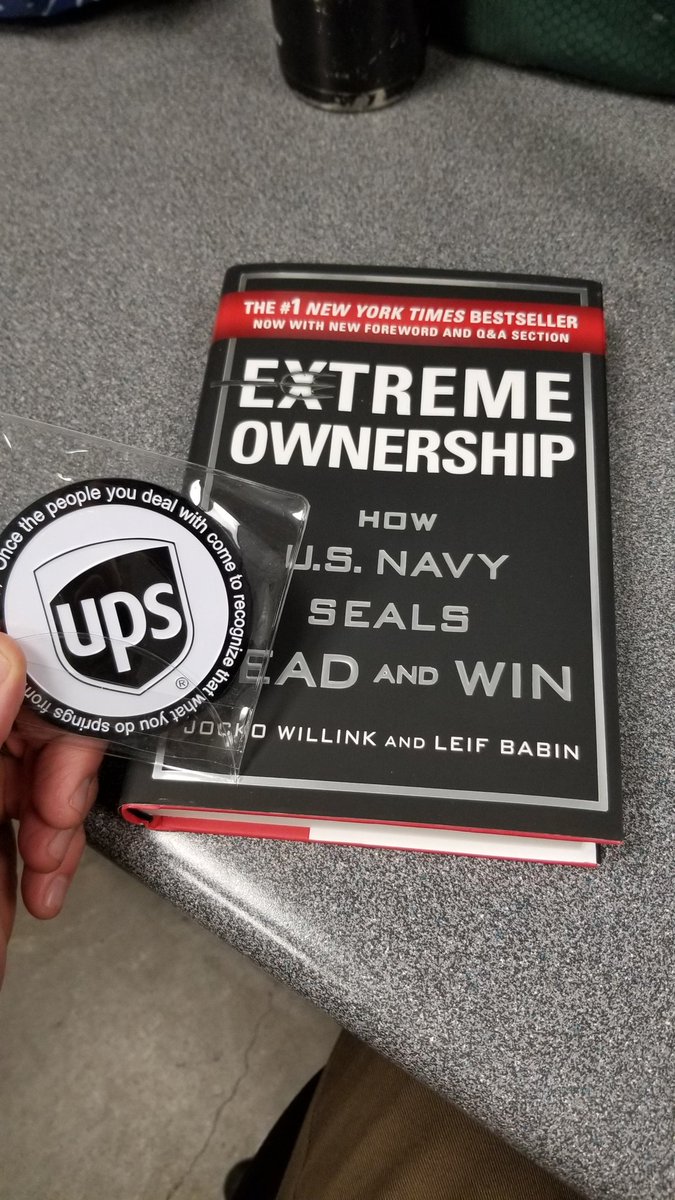 THE #1 NEW YORK TIMES BESTSELLER
NOW WITH NEW FOREWORD AND Q&A SECTION
EXTREME
OWNERSHIP
HOW
U.S. NAVY
SEALS
EAD AND WIN
JOCKO WILLINK AND LEIF BABIN
Once the people you deal with come to recognize that what you do springs from
ups
®